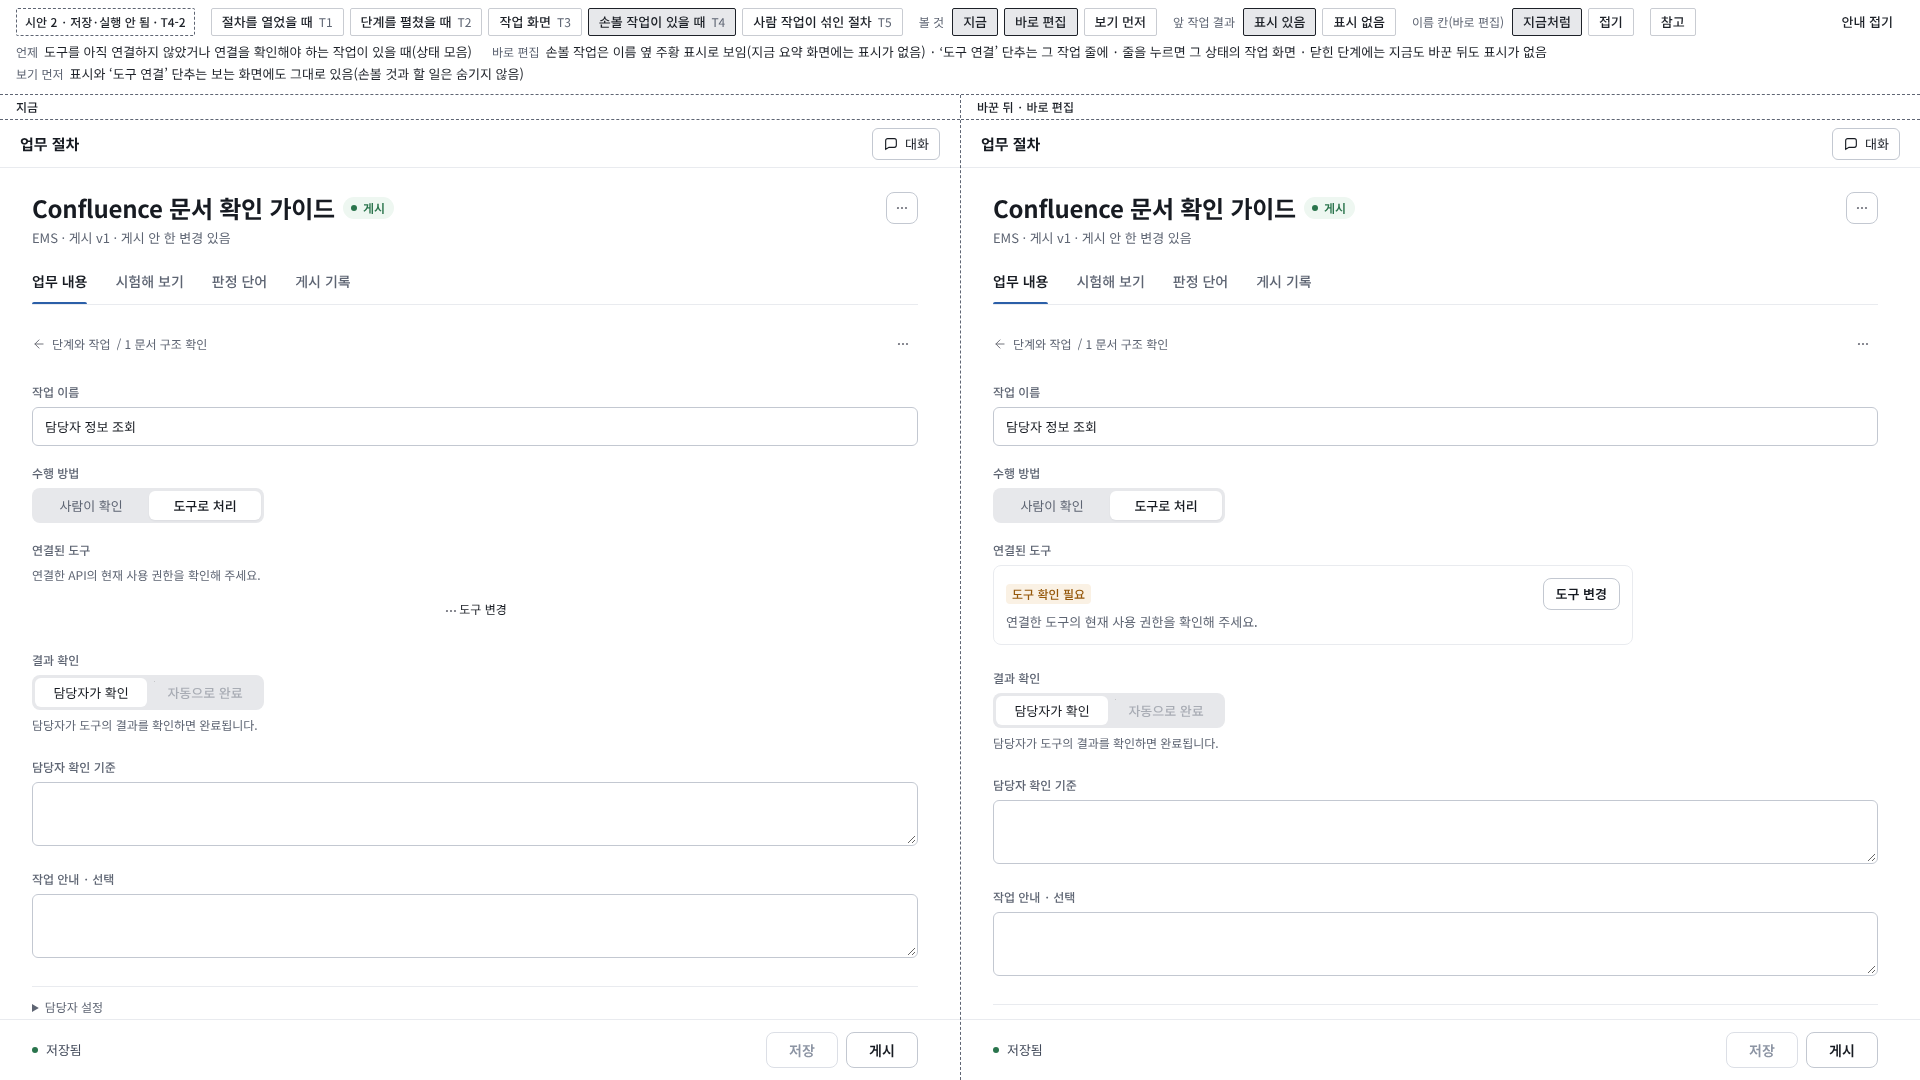 시안 2 · 저장·실행 안 됨 · T4-2
절차를 열었을 때 T1
단계를 펼쳤을 때 T2
작업 화면 T3
손볼 작업이 있을 때 T4
사람 작업이 섞인 절차 T5
볼 것 지금 바로 편집 보기 먼저
앞 작업 결과 표시 있음 표시 없음
이름 칸(바로 편집) 지금처럼 접기
참고
안내 접기
언제 도구를 아직 연결하지 않았거나 연결을 확인해야 하는 작업이 있을 때(상태 모음)
바로 편집 손볼 작업은 이름 옆 주황 표시로 보임(지금 요약 화면에는 표시가 없음) · ‘도구 연결’ 단추는 그 작업 줄에 · 줄을 누르면 그 상태의 작업 화면 · 닫힌 단계에는 지금도 바꾼 뒤도 표시가 없음
보기 먼저 표시와 ‘도구 연결’ 단추는 보는 화면에도 그대로 있음(손볼 것과 할 일은 숨기지 않음)
지금
업무 절차
대화
Confluence 문서 확인 가이드 게시
...
EMS · 게시 v1 · 게시 안 한 변경 있음
업무 내용 시험해 보기 판정 단어 게시 기록
← 단계와 작업 / 1 문서 구조 확인
...
작업 이름
담당자 정보 조회
수행 방법
사람이 확인 도구로 처리
연결된 도구
연결한 API의 현재 사용 권한을 확인해 주세요.
... 도구 변경
결과 확인
담당자가 확인 자동으로 완료
담당자가 도구의 결과를 확인하면 완료됩니다.
담당자 확인 기준
작업 안내 · 선택
▶ 담당자 설정
저장됨
저장 게시
바꾼 뒤 · 바로 편집
업무 절차
대화
Confluence 문서 확인 가이드 게시
...
EMS · 게시 v1 · 게시 안 한 변경 있음
업무 내용 시험해 보기 판정 단어 게시 기록
← 단계와 작업 / 1 문서 구조 확인
...
작업 이름
담당자 정보 조회
수행 방법
사람이 확인 도구로 처리
연결된 도구
도구 확인 필요
도구 변경
연결한 도구의 현재 사용 권한을 확인해 주세요.
결과 확인
담당자가 확인 자동으로 완료
담당자가 도구의 결과를 확인하면 완료됩니다.
담당자 확인 기준
작업 안내 · 선택
저장됨
저장 게시